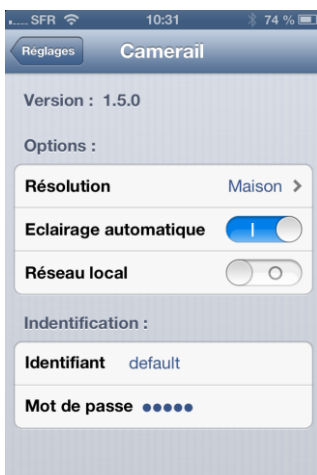 SFR 10:31 74 %
Réglages Camerail
Version : 1.5.0
Options :
Résolution Maison
Eclairage automatique
Réseau local
Indentification :
Identifiant default
Mot de passe •••••